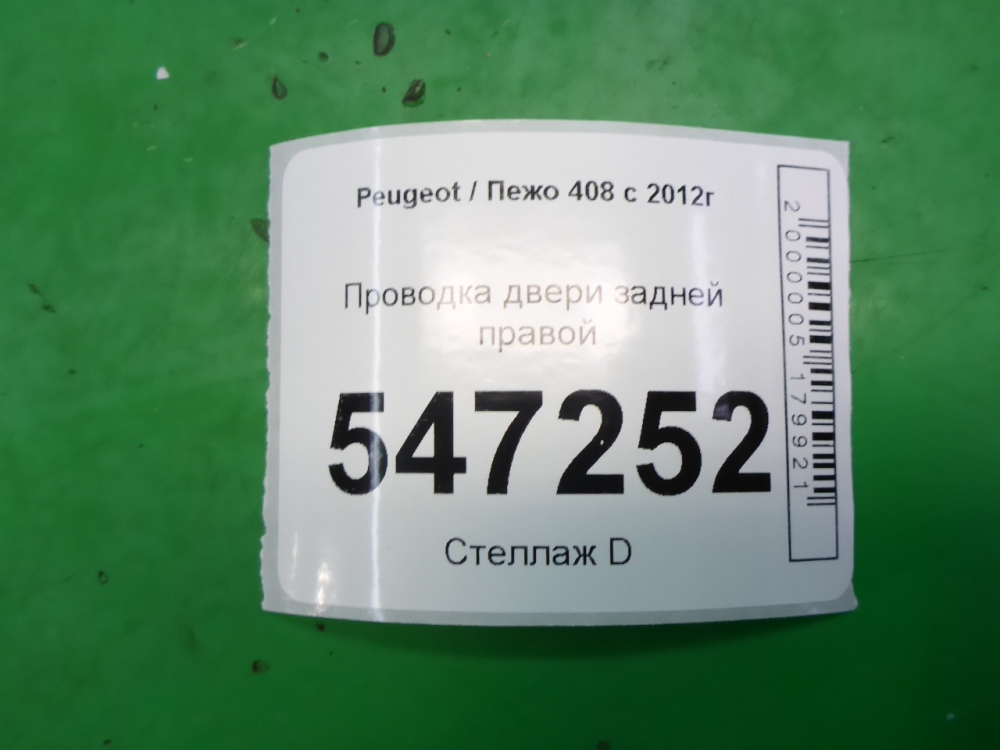 Peugeot / Пежо 408 с 2012г
Проводка двери задней
правой
547252
Стеллаж D
2000005179921